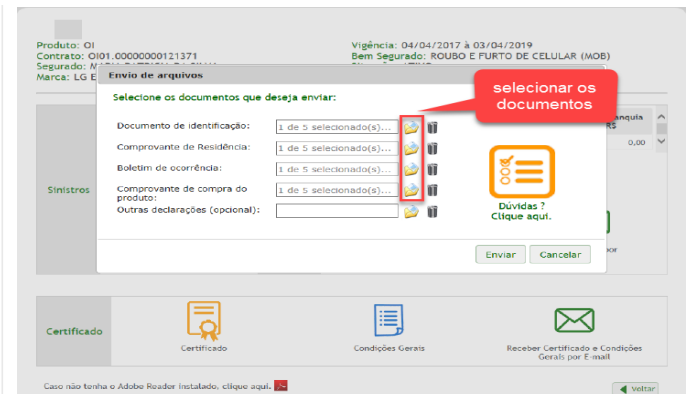 Produto: OI
Vigência: 04/04/2017 à 03/04/2019
Contrato: OI01.00000000121371
Bem Segurado: ROUBO E FURTO DE CELULAR (MOB)
Segurado:
Marca: LG E
Envio de arquivos
selecionar os
documentos
Selecione os documentos que deseja enviar:
anquia
R$
Documento de identificação: 1 de 5 selecionado(s)...
0,00
Comprovante de Residência: 1 de 5 selecionado(s)...
Boletim de ocorrência: 1 de 5 selecionado(s)...
Sinistros
Comprovante de compra do
produto: 1 de 5 selecionado(s)...
Outras declarações (opcional):
Dúvidas ?
Clique aqui.
Enviar Cancelar
por
Certificado
Certificado
Condições Gerais
Receber Certificado e Condições
Gerais por E-mail
Caso não tenha o Adobe Reader instalado, clique aqui.
Voltar